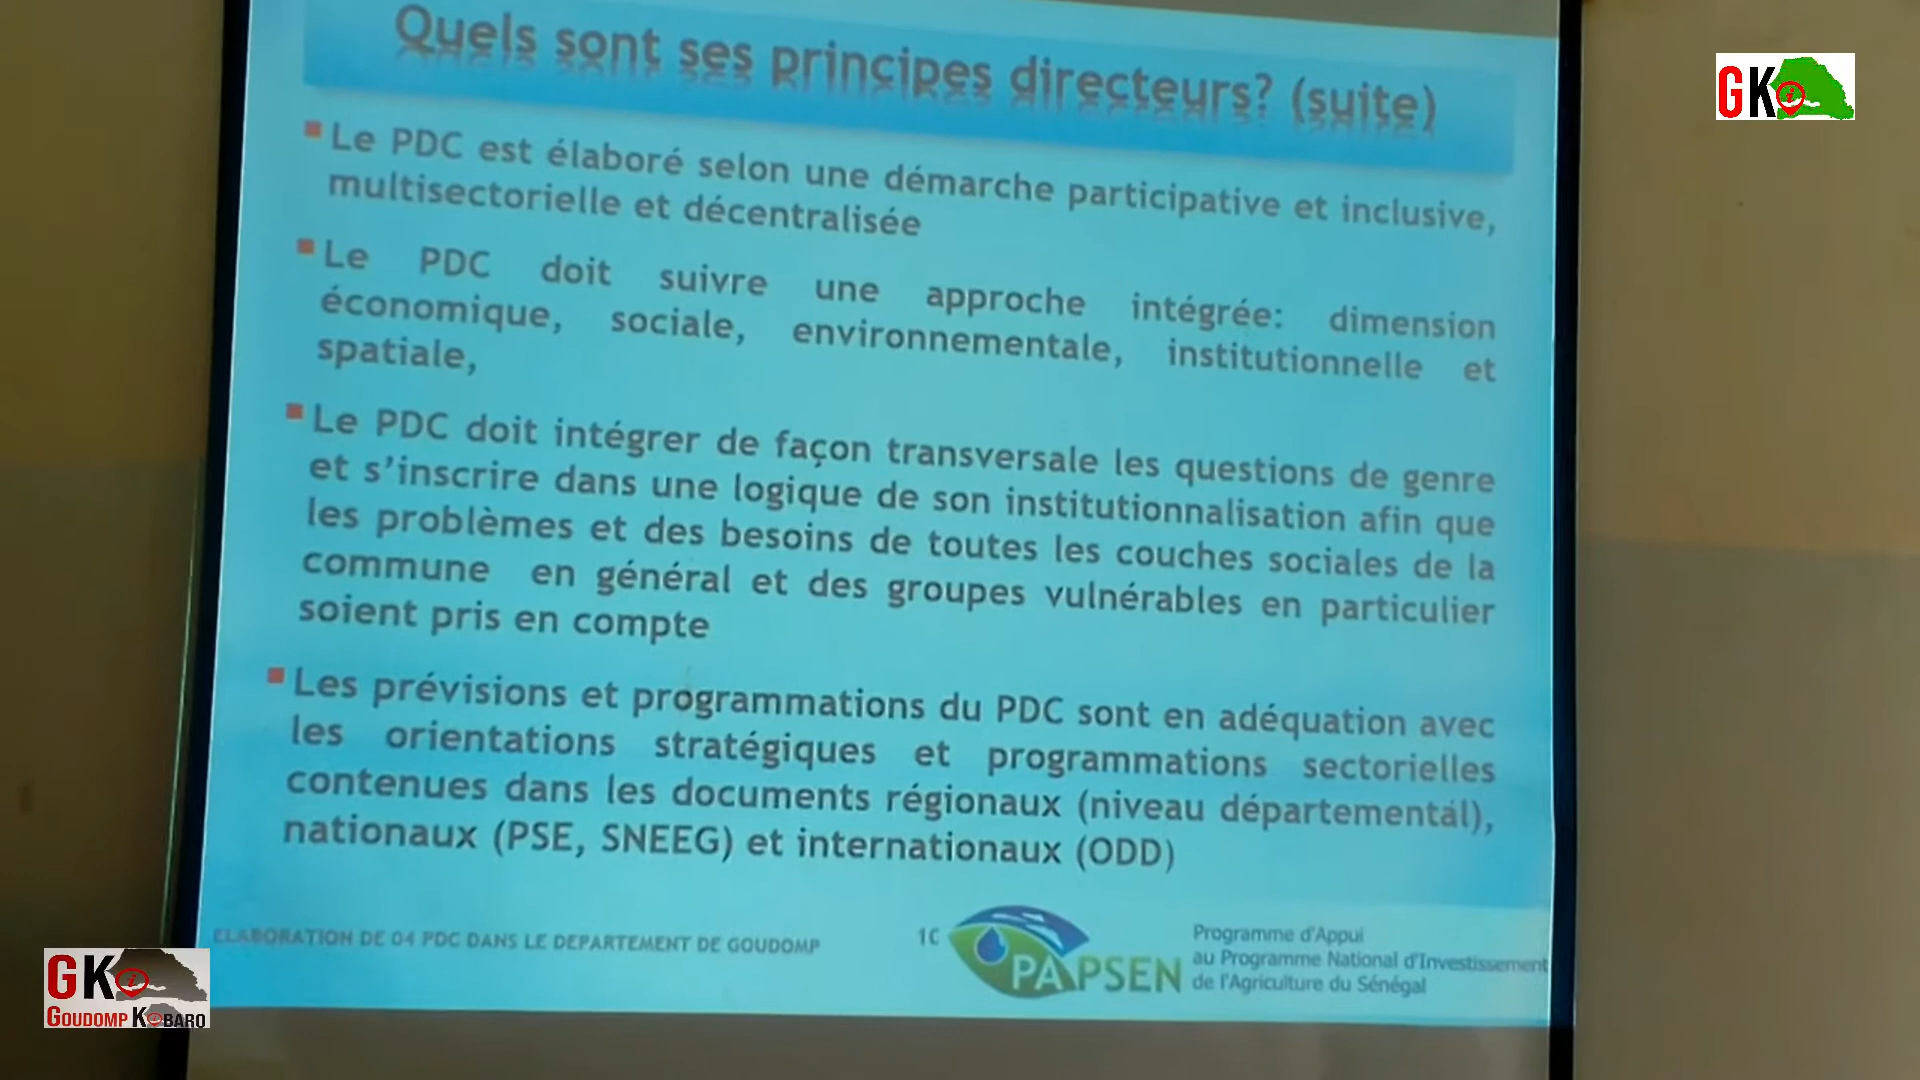 Quels sont ses principes directeurs? (suite)
GK
Le PDC est élaboré selon une démarche participative et inclusive,
multisectorielle et décentralisée
Le PDC doit suivre une approche intégrée: dimension
économique, sociale, environnementale, institutionnelle et
spatiale,
Le PDC doit intégrer de façon transversale les questions de genre
et s'inscrire dans une logique de son institutionnalisation afin que
les problèmes et des besoins de toutes les couches sociales de la
commune en général et des groupes vulnérables en particulier
soient pris en compte
Les prévisions et programmations du PDC sont en adéquation avec
les orientations stratégiques et programmations sectorielles
contenues dans les documents régionaux (niveau départemental),
nationaux (PSE, SNEEG) et internationaux (ODD)
ELABORATION DE 04 PDC DANS LE DEPARTEMENT DE GOUDOMP
PAPSEN
Programme d'Appui
au Programme National d'Investissement
de l'Agriculture du Sénégal
GK
GOUDOMP KOBARO